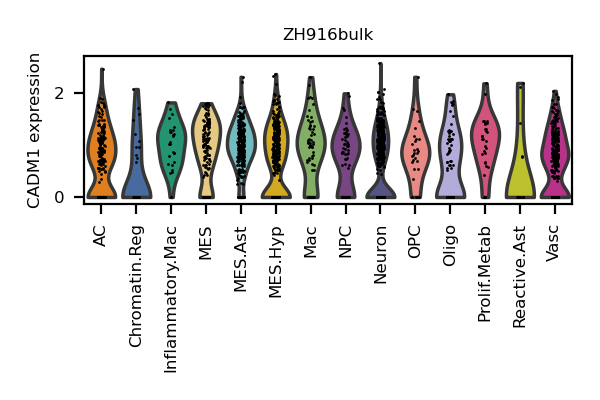 ZH916bulk
CADM1 expression
2
0
AC
Chromatin.Reg
Inflammatory.Mac
MES
MES.Ast
MES.Hyp
Mac
NPC
Neuron
OPC
Oligo
Prolif.Metab
Reactive.Ast
Vasc